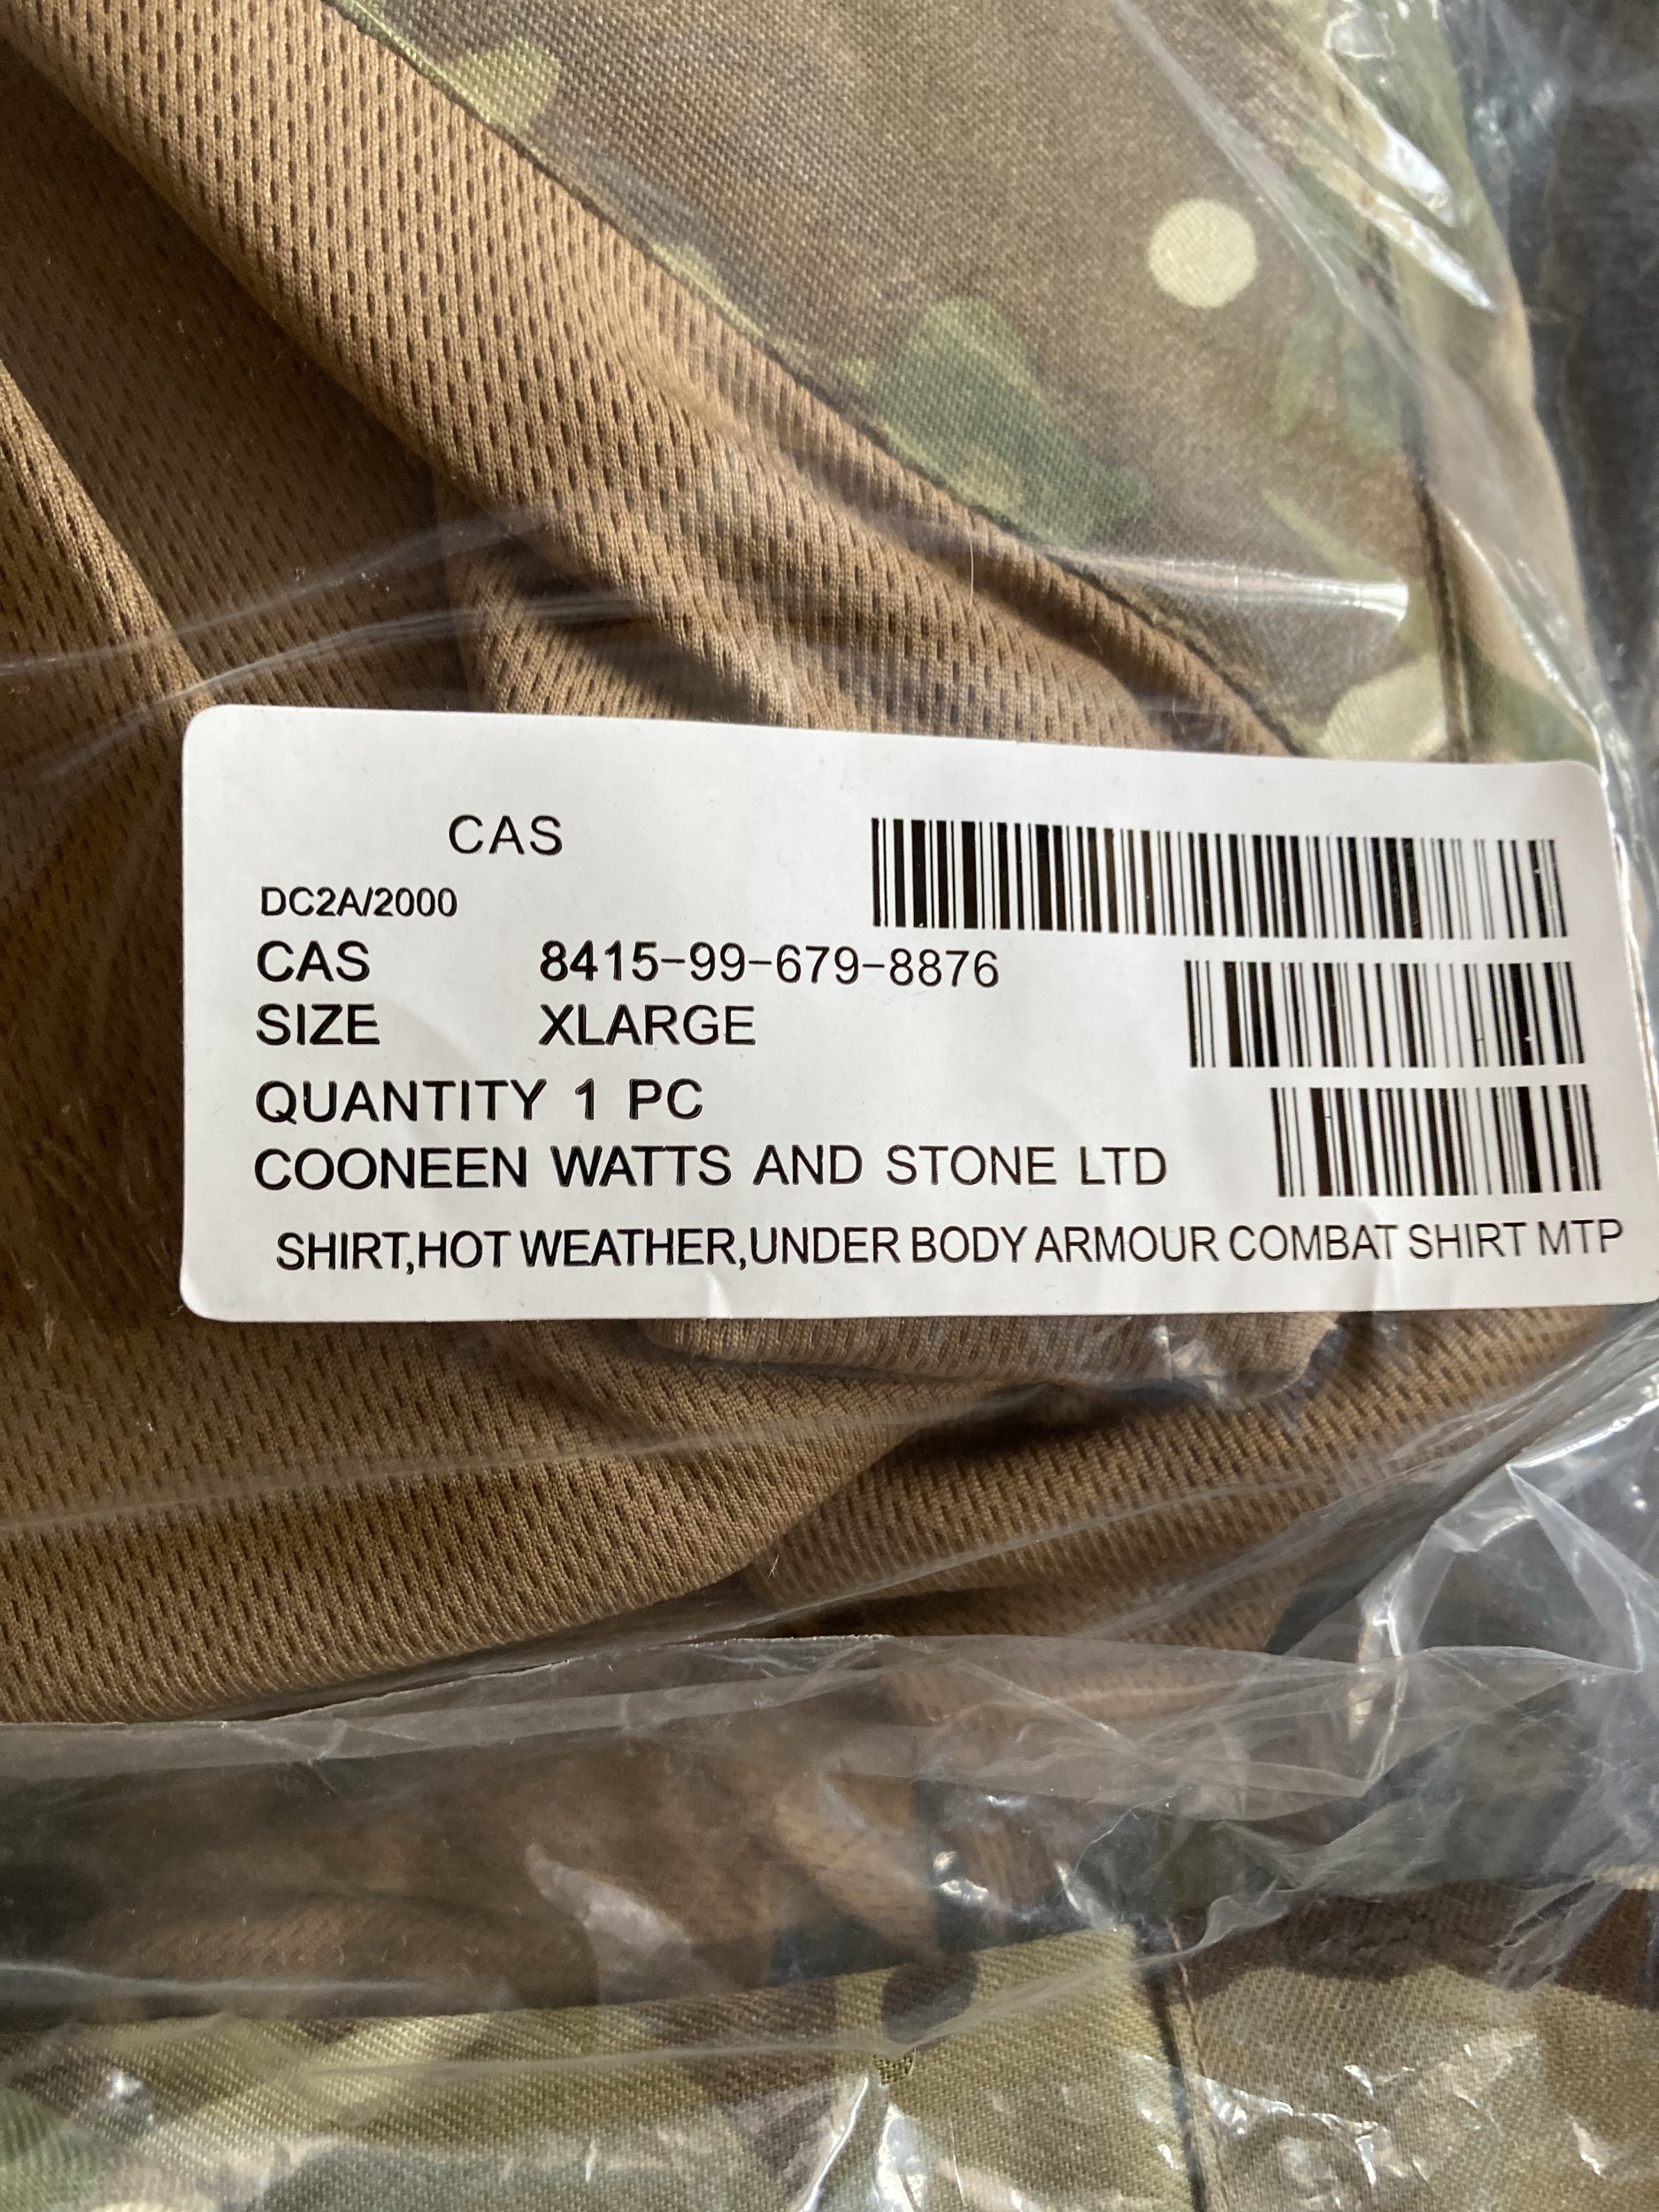 CAS
DC2A/2000
CAS 8415-99-679-8876
SIZE XLARGE
QUANTITY 1 PC
COONEEN WATTS AND STONE LTD
SHIRT,HOT WEATHER,UNDER BODY ARMOUR COMBAT SHIRT MTP